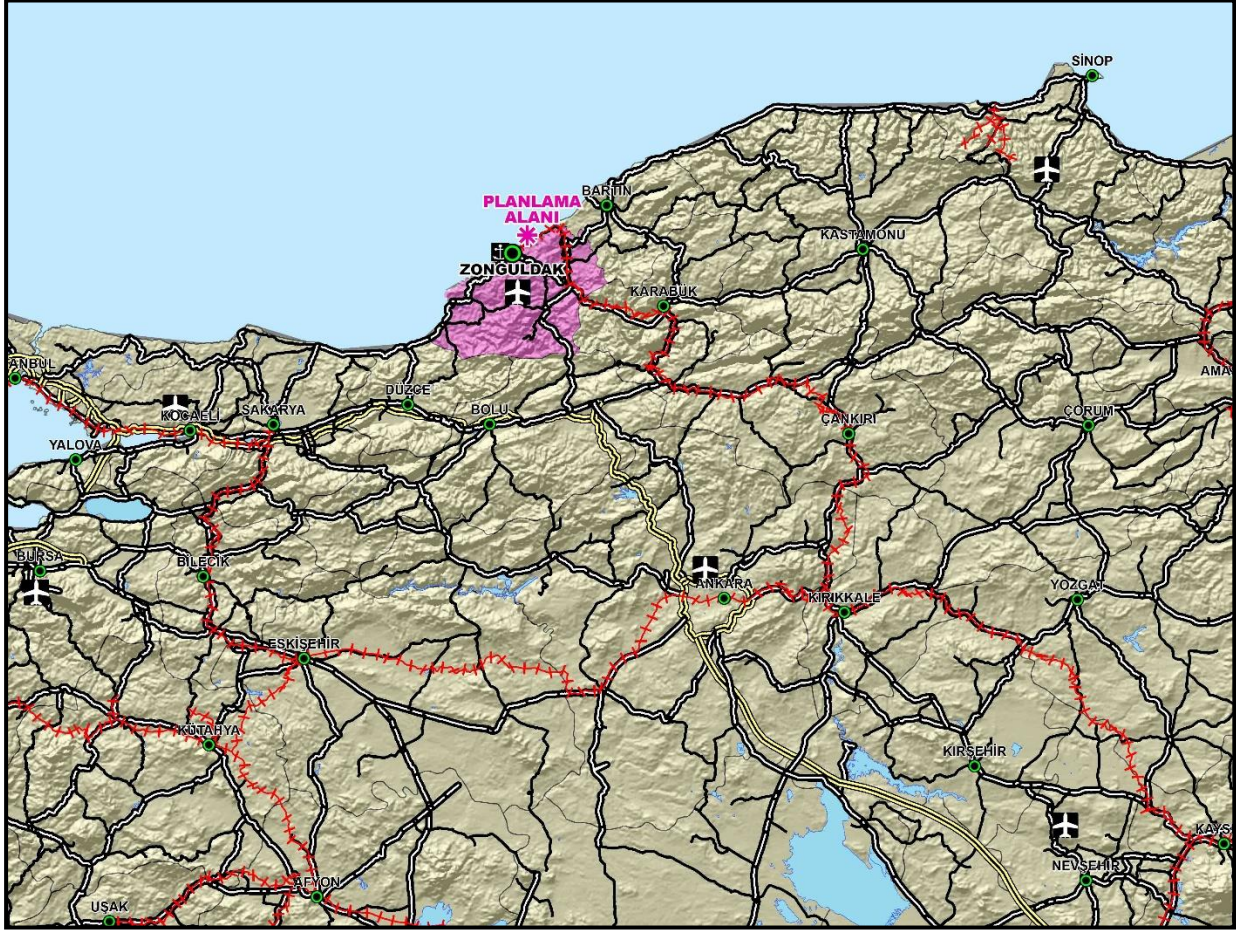 SİNOP
BARTIN
PLANLAMA
ALANI
KASTAMONU
ZONGULDAK
KARABÜK
ANBUL
AMA
DÜZCE
KOCAELİ
SAKARYA
BOLU
ÇORUM
ÇANKIRI
YALOVA
BURSA
BİLECİK
ANKARA
KIRIKKALE
YOZGAT
ESKİŞEHİR
KÜTAHYA
KIRŞEHİR
KAYS
NEVŞEHİR
AFYON
UŞAK